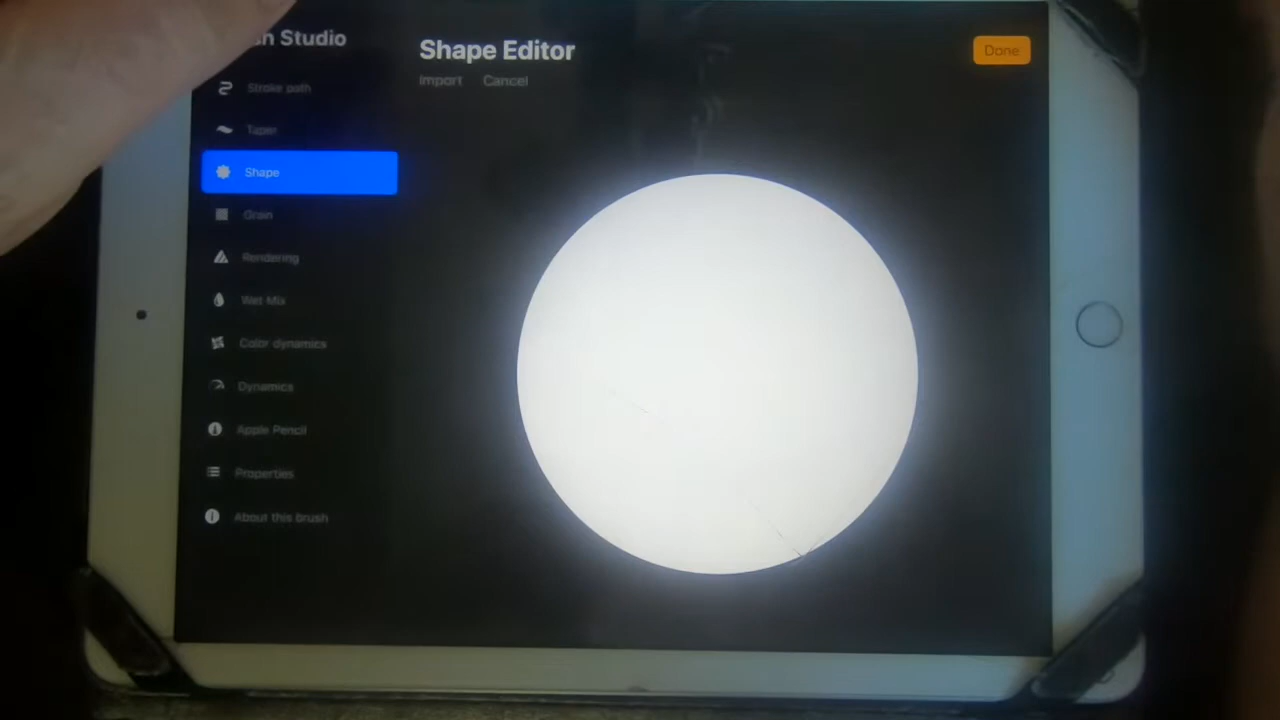 sh Studio
Shape Editor
Done
Import Cancel
Stroke path
Taper
Shape
Grain
Rendering
Wet Mix
Color dynamics
Dynamics
Apple Pencil
Properties
About this brush